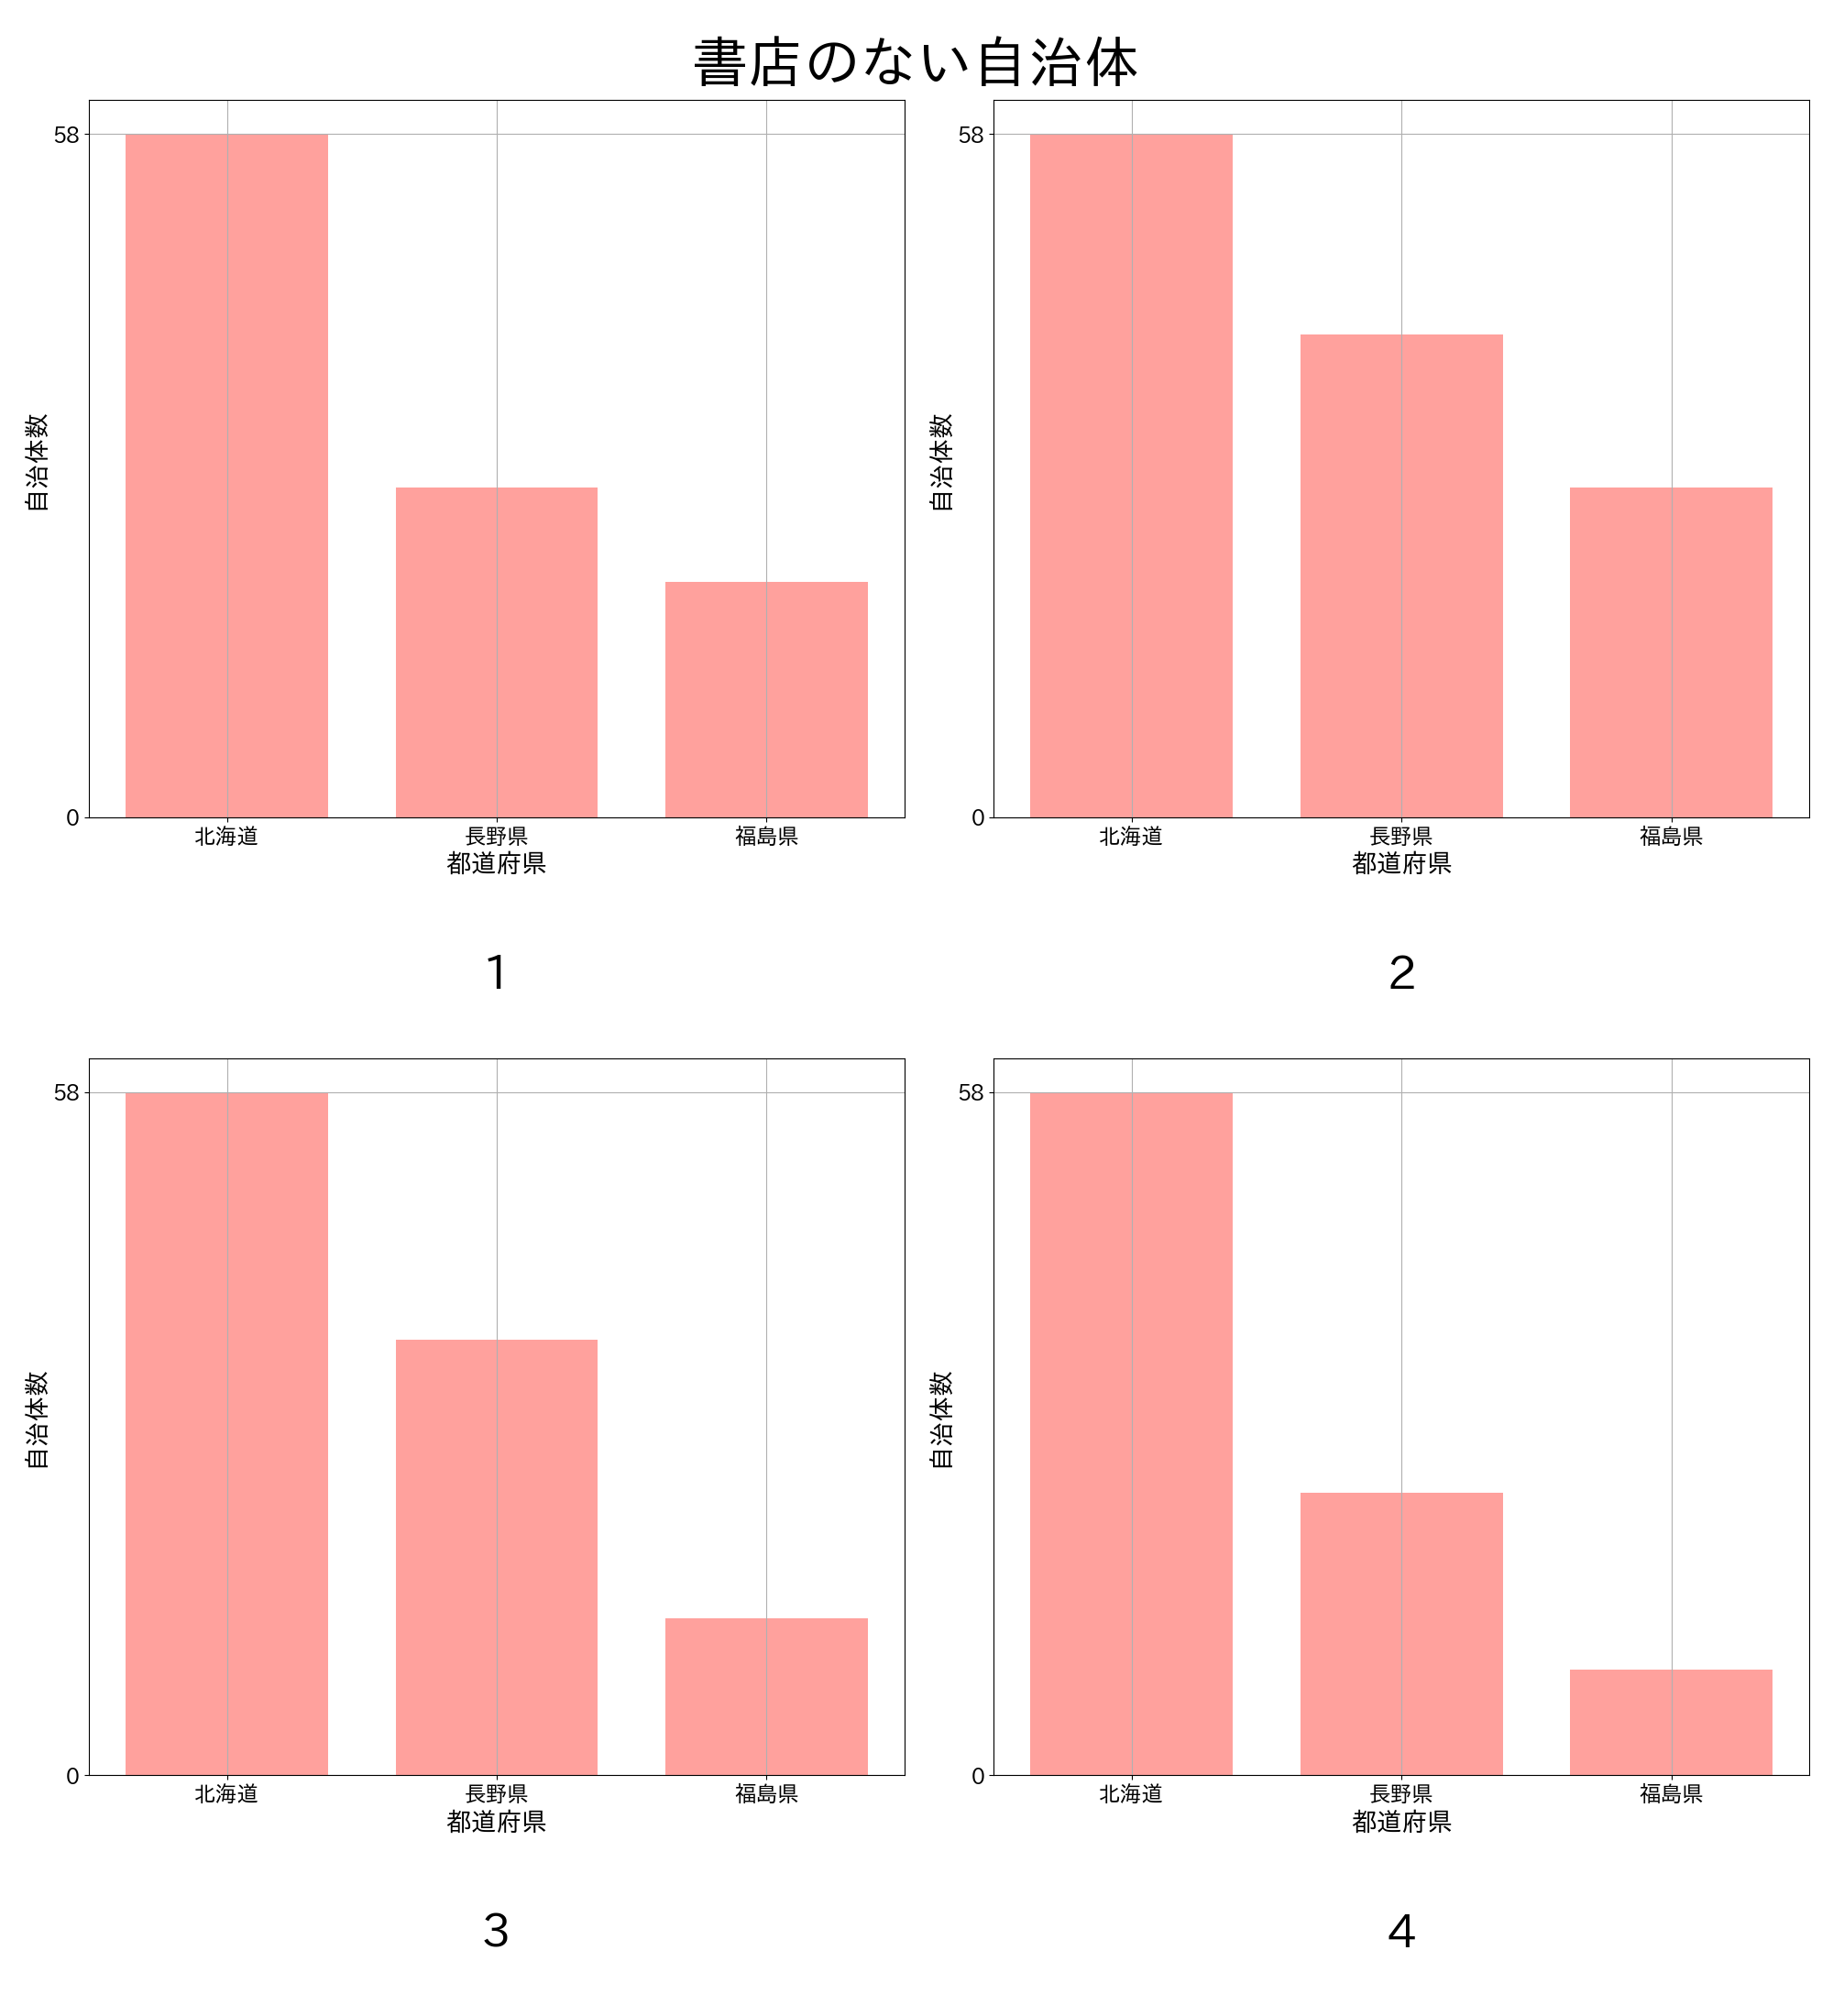 書店のない自治体
58
0
自治体数
北海道 長野県 福島県
都道府県
1
58
0
自治体数
北海道 長野県 福島県
都道府県
2
58
0
自治体数
北海道 長野県 福島県
都道府県
3
58
0
自治体数
北海道 長野県 福島県
都道府県
4